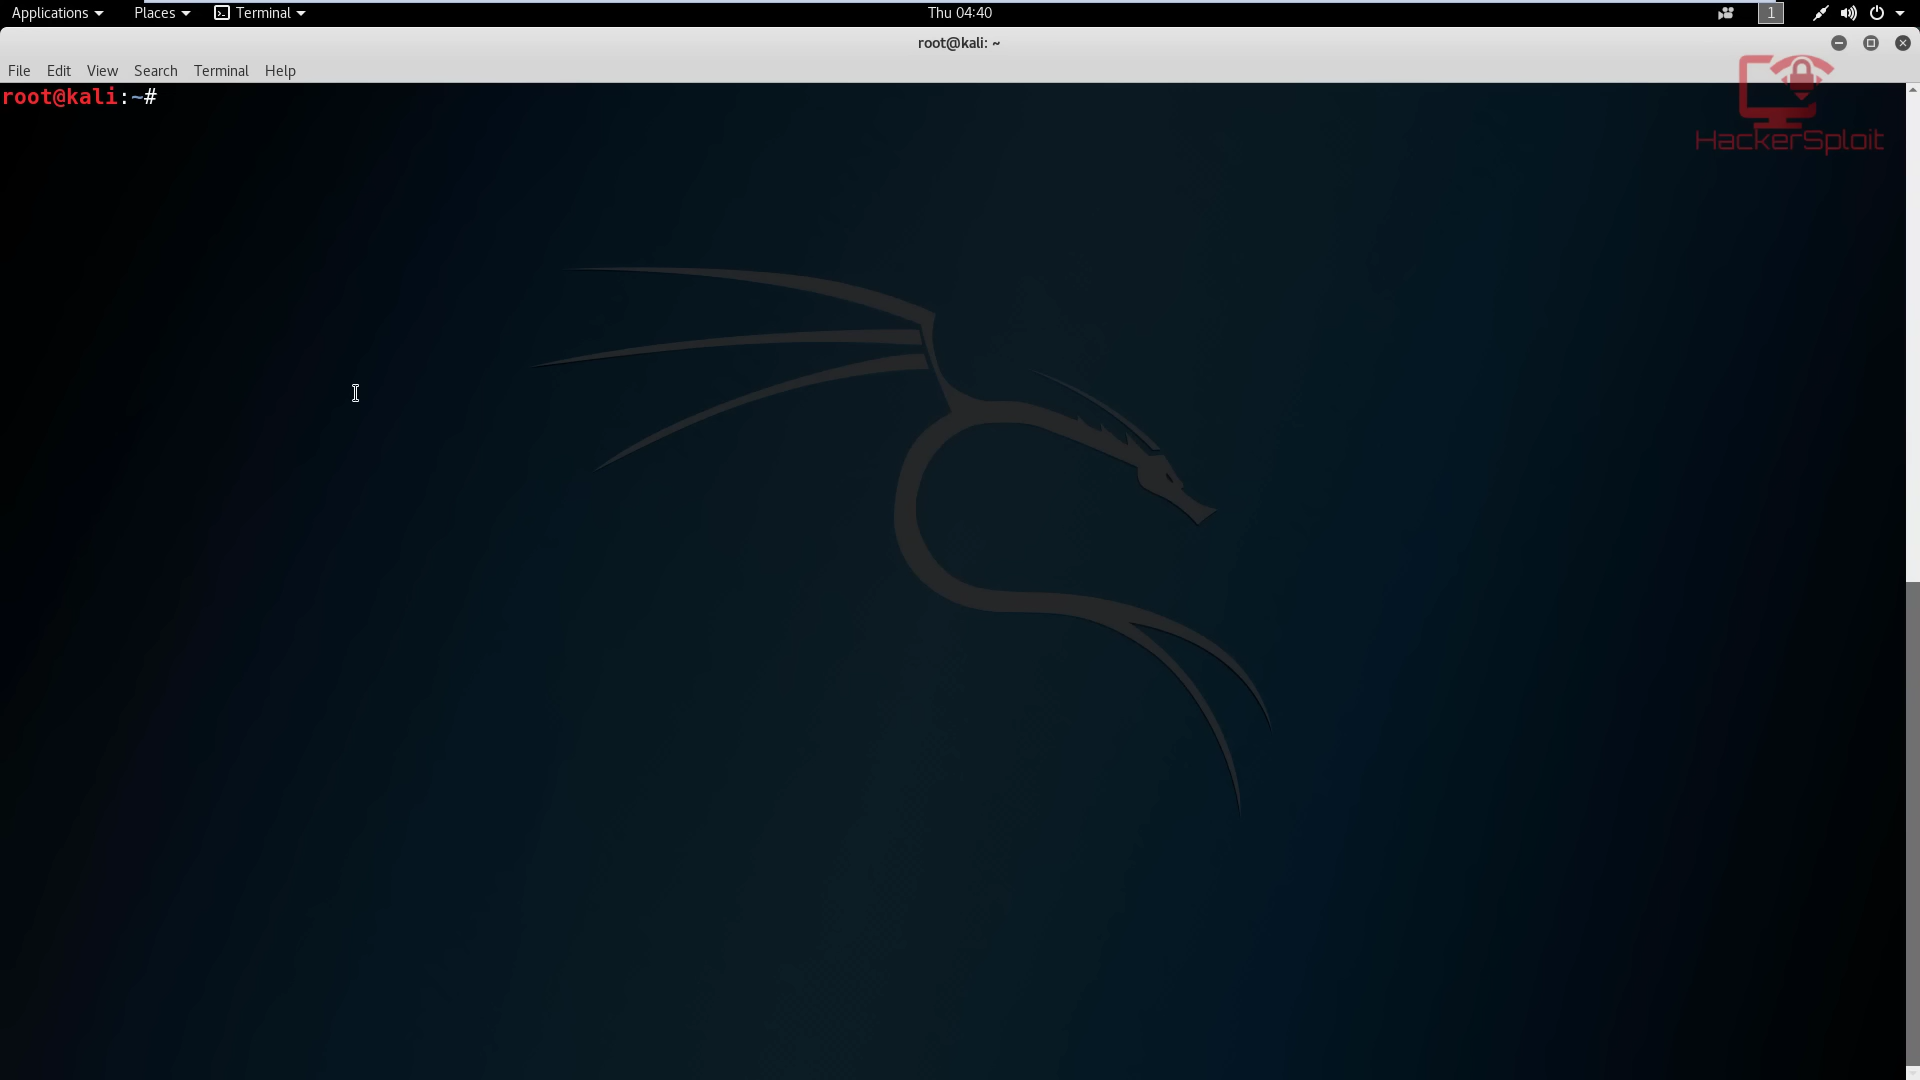 Applications Places Terminal Thu 04:40 1
root@kali: ~
File Edit View Search Terminal Help
root@kali:~#
HackerSploit